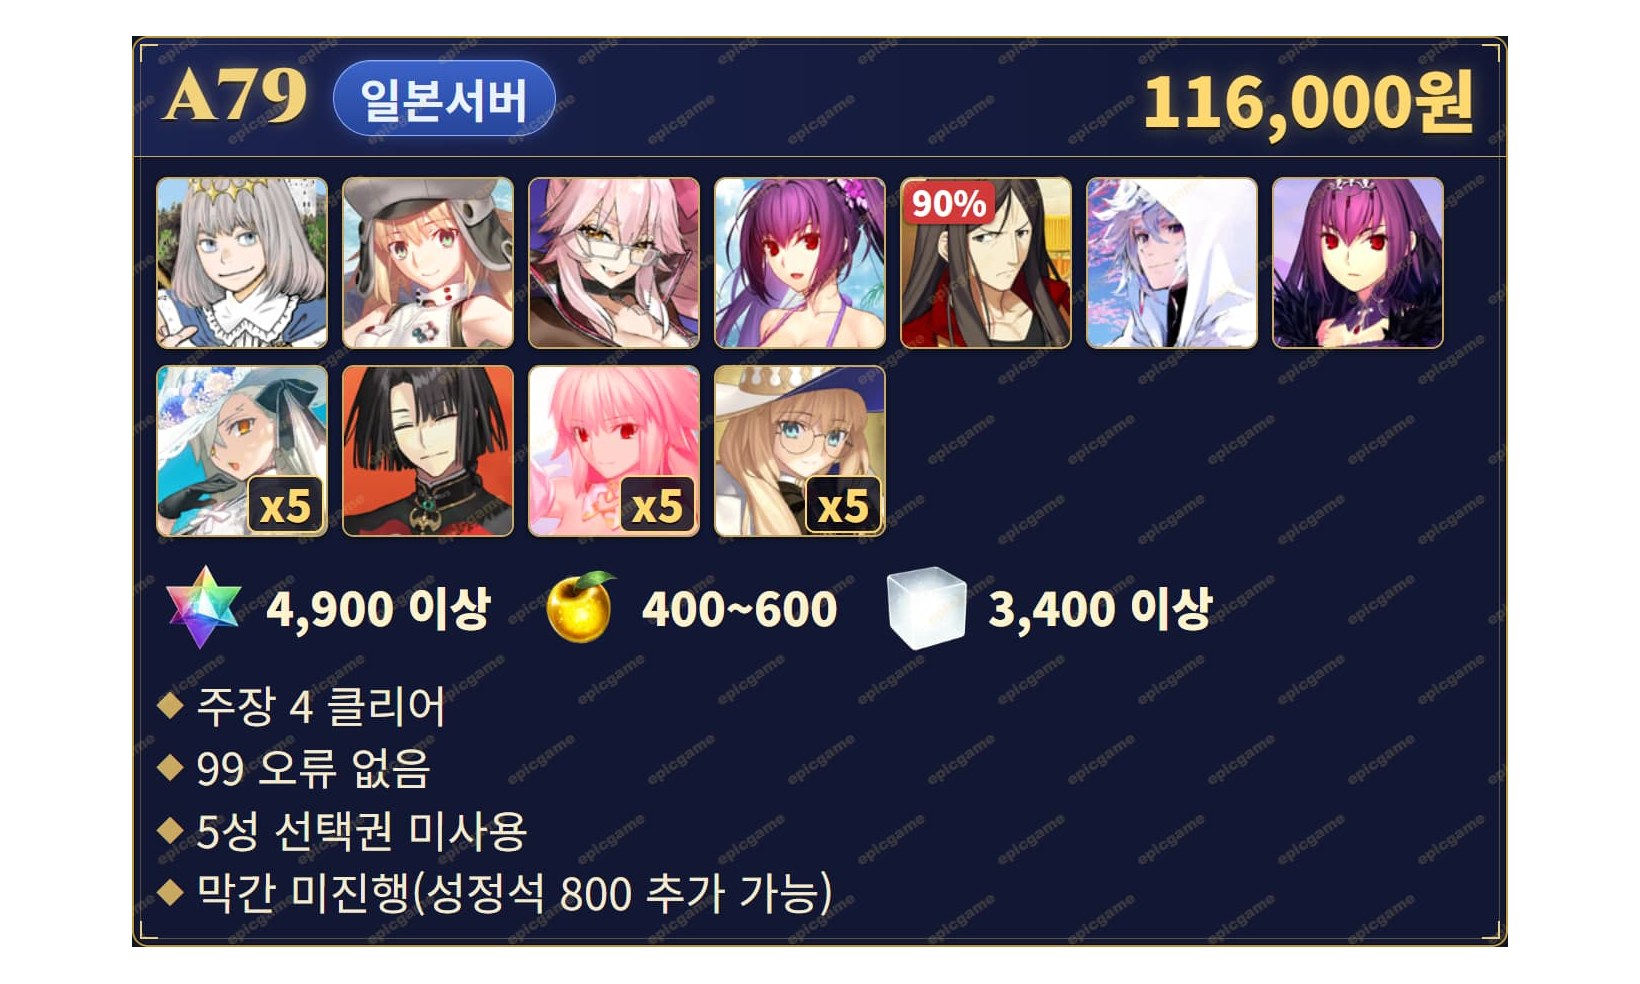 A79 일본서버 116,000원
90%
x5 x5 x5
4,900 이상 400~600 3,400 이상
주장 4 클리어
99 오류 없음
5성 선택권 미사용
막간 미진행(성정석 800 추가 가능)
epicgame